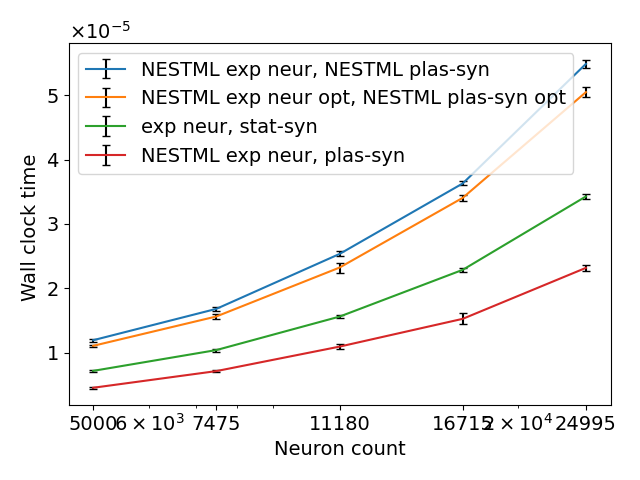 ×10⁻⁵
NESTML exp neur, NESTML plas-syn
NESTML exp neur opt, NESTML plas-syn opt
exp neur, stat-syn
NESTML exp neur, plas-syn
5
4
3
2
1
Wall clock time
5000 6 × 10³ 7475 11180 16715 2 × 10⁴ 24995
Neuron count